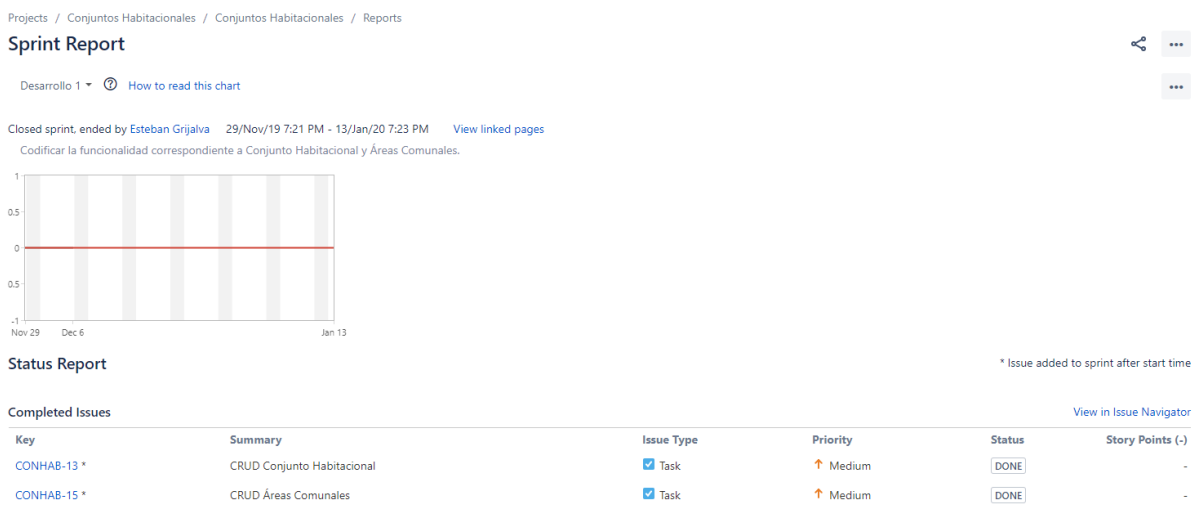 Projects / Conjuntos Habitacionales / Conjuntos Habitacionales / Reports
Sprint Report
Desarrollo 1 How to read this chart
Closed sprint, ended by Esteban Grijalva 29/Nov/19 7:21 PM - 13/Jan/20 7:23 PM View linked pages
Codificar la funcionalidad correspondiente a Conjunto Habitacional y Áreas Comunales.
1
0.5
0
0.5
-1
Nov 29 Dec 6 Jan 13
Status Report * Issue added to sprint after start time
Completed Issues View in Issue Navigator
Key Summary Issue Type Priority Status Story Points (-)
CONHAB-13 * CRUD Conjunto Habitacional Task Medium DONE -
CONHAB-15 * CRUD Áreas Comunales Task Medium DONE -